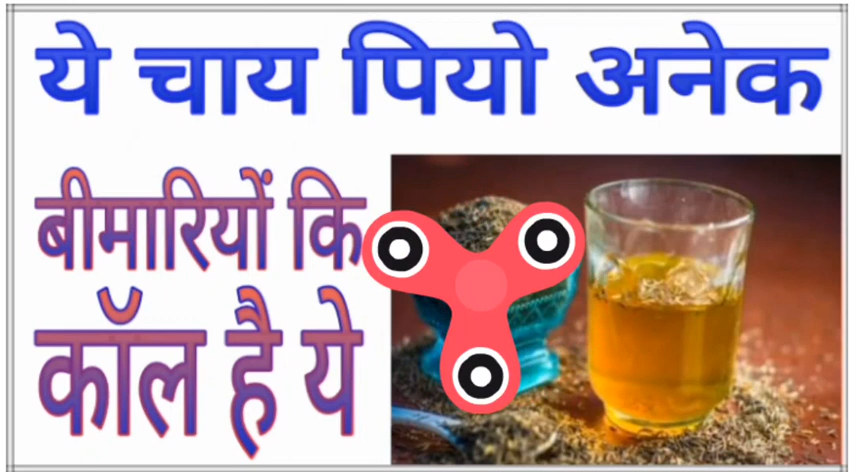 ये चाय पियो अनेक
बीमारियों कि
कॉल है ये